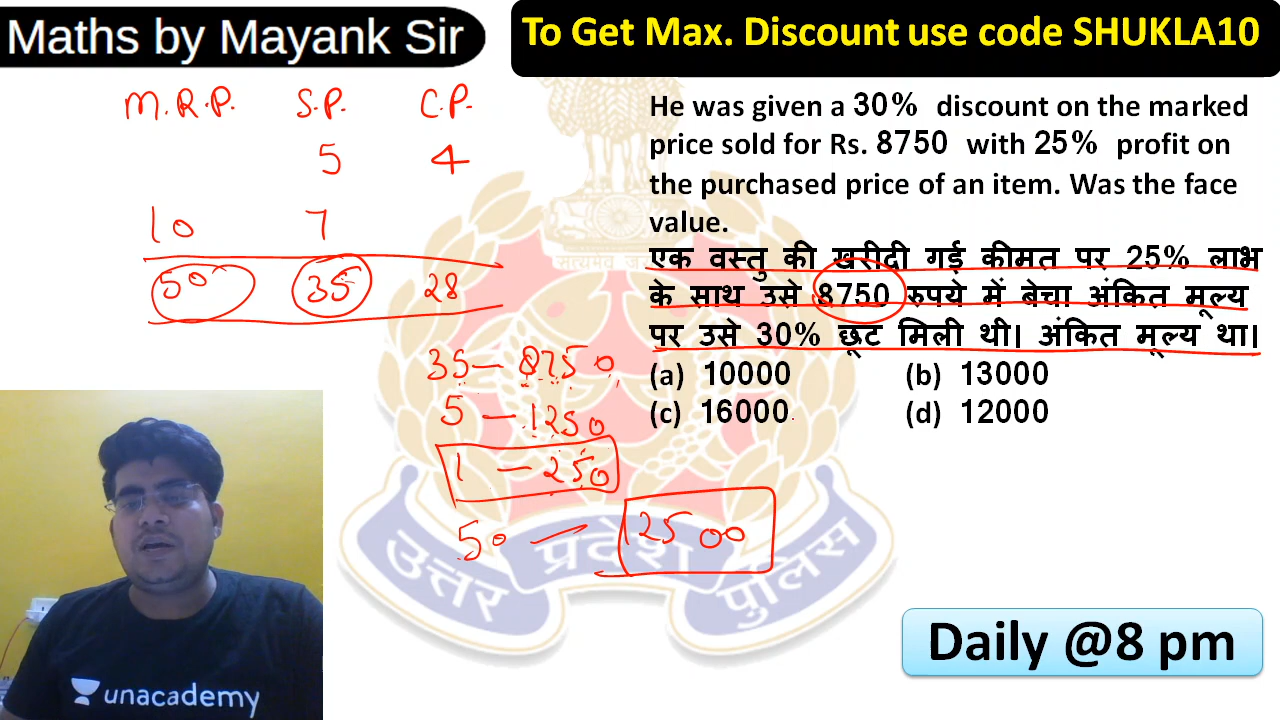 Maths by Mayank Sir
To Get Max. Discount use code SHUKLA10
M.R.P. S.P. C.P.
5 4
10 7
50 35 28
35 – 8750
5 – 1250
1 – 250
50 – 12500
He was given a 30% discount on the marked
price sold for Rs. 8750 with 25% profit on
the purchased price of an item. Was the face
value.
एक वस्तु की खरीदी गई कीमत पर 25% लाभ
के साथ उसे 8750 रुपये में बेचा अंकित मूल्य
पर उसे 30% छूट मिली थी। अंकित मूल्य था।
(a) 10000 (b) 13000
(c) 16000 (d) 12000
उत्तर प्रदेश पुलिस
unacademy
Daily @8 pm